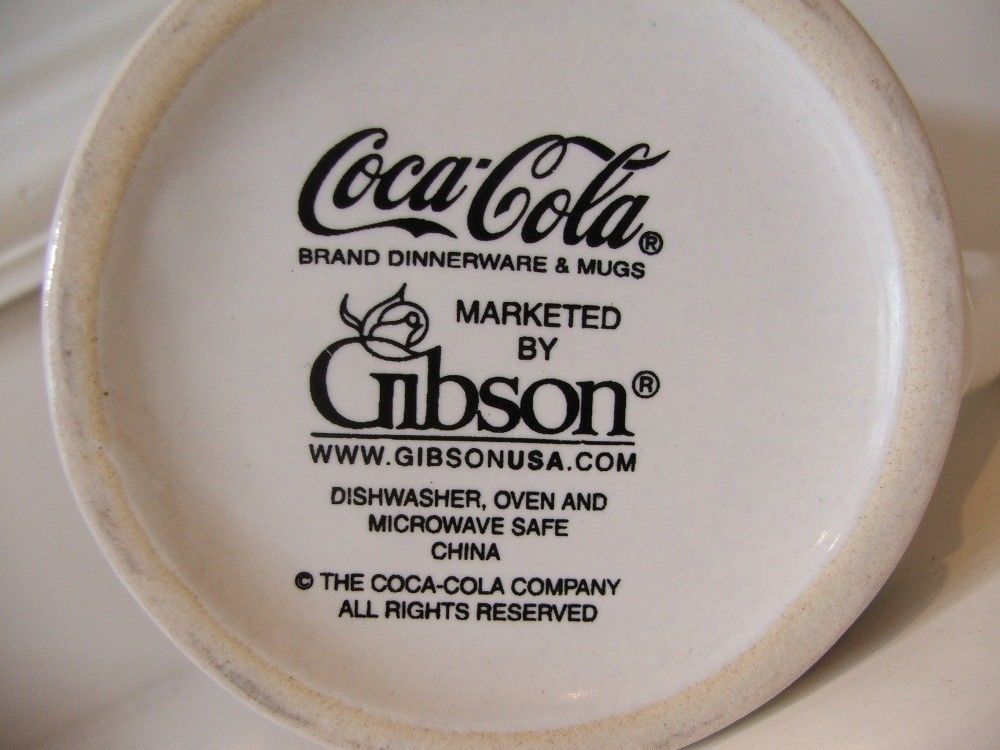 Coca-Cola®
BRAND DINNERWARE & MUGS
MARKETED
BY
Gibson®
WWW.GIBSONUSA.COM
DISHWASHER, OVEN AND
MICROWAVE SAFE
CHINA
© THE COCA-COLA COMPANY
ALL RIGHTS RESERVED